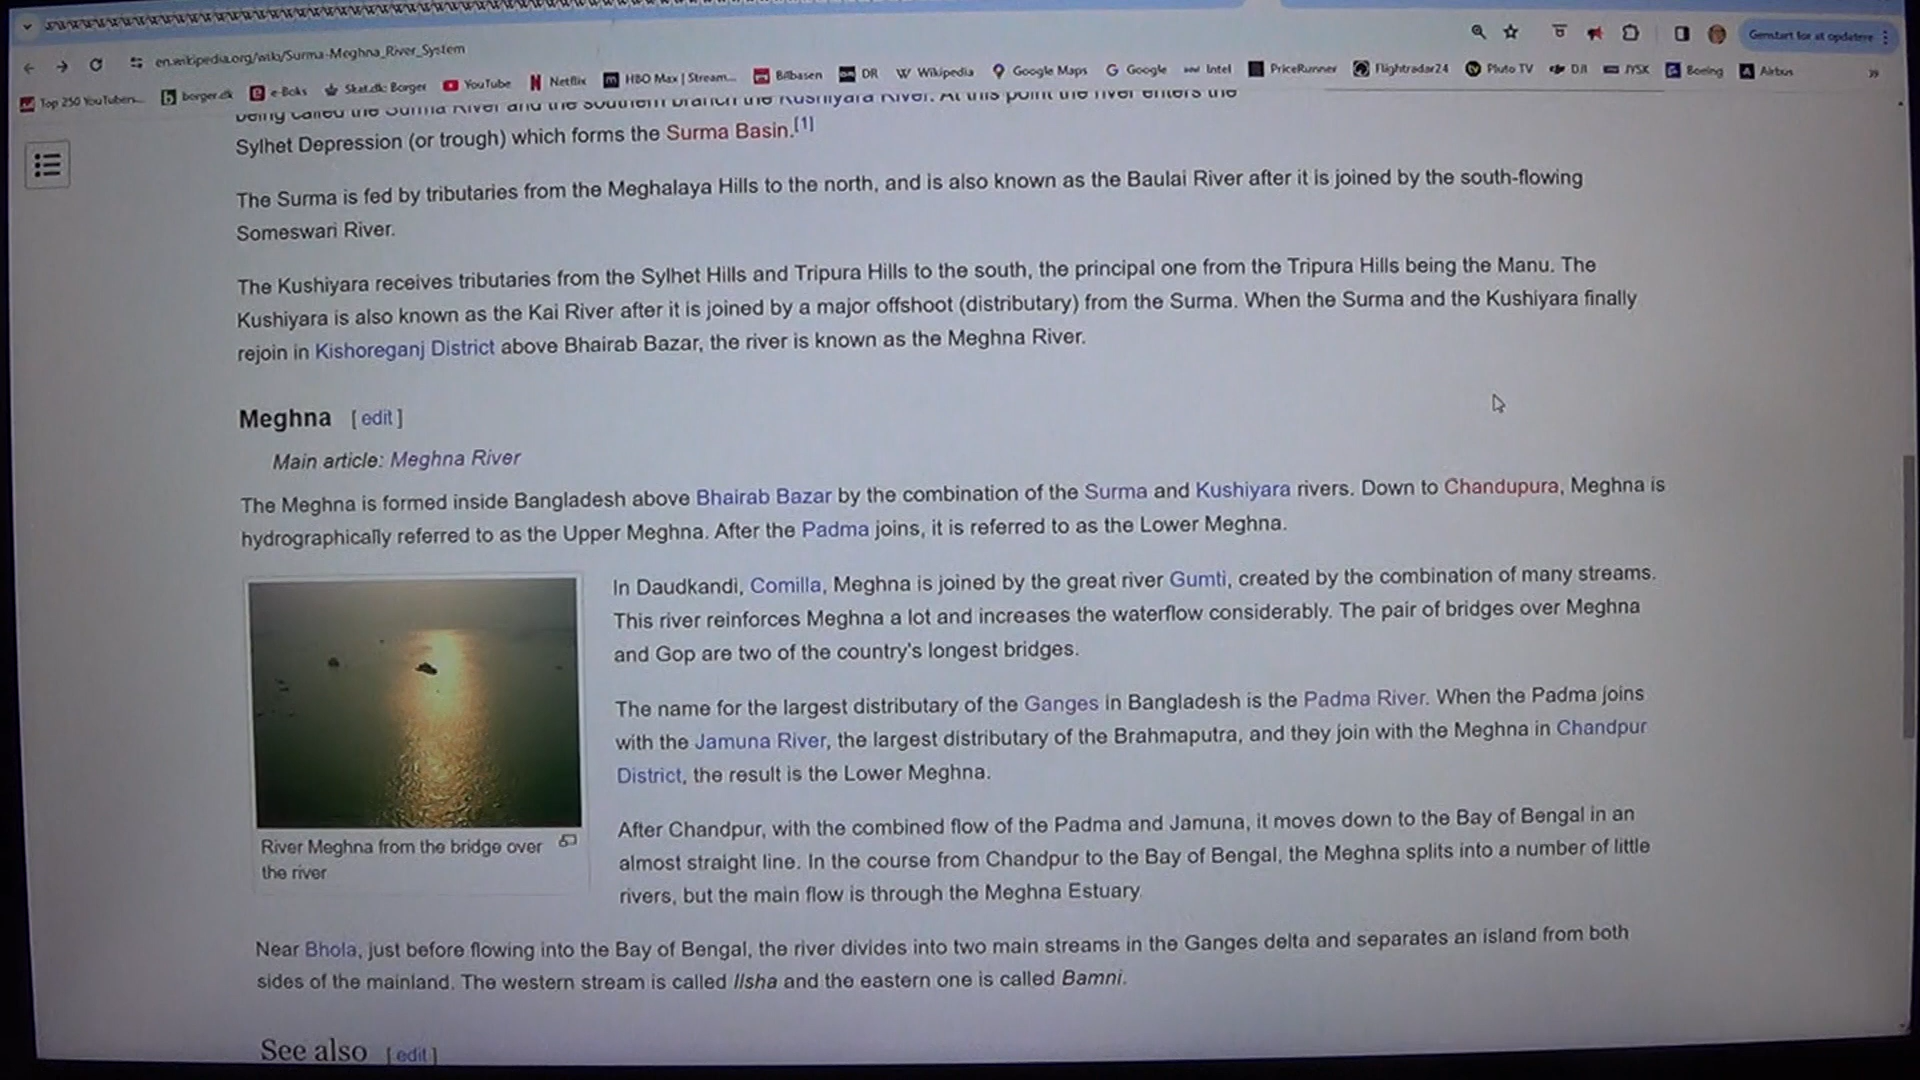 en.wikipedia.org/wiki/Surma-Meghna_River_System
Genstart for at opdatere
Top 250 YouTubers... borger.dk e-Boks Skat.dk: Borger YouTube Netflix HBO Max | Stream... Bilbasen DR Wikipedia Google Maps Google Intel PriceRunner Flightradar24 Pluto TV DJI JYSK Boeing Airbus
being called the Surma River and the southern branch the Kushiyara River. At this point the river enters the
Sylhet Depression (or trough) which forms the Surma Basin.[1]
The Surma is fed by tributaries from the Meghalaya Hills to the north, and is also known as the Baulai River after it is joined by the south-flowing
Someswari River.
The Kushiyara receives tributaries from the Sylhet Hills and Tripura Hills to the south, the principal one from the Tripura Hills being the Manu. The
Kushiyara is also known as the Kai River after it is joined by a major offshoot (distributary) from the Surma. When the Surma and the Kushiyara finally
rejoin in Kishoreganj District above Bhairab Bazar, the river is known as the Meghna River.
Meghna [ edit ]
Main article: Meghna River
The Meghna is formed inside Bangladesh above Bhairab Bazar by the combination of the Surma and Kushiyara rivers. Down to Chandupura, Meghna is
hydrographically referred to as the Upper Meghna. After the Padma joins, it is referred to as the Lower Meghna.
In Daudkandi, Comilla, Meghna is joined by the great river Gumti, created by the combination of many streams.
This river reinforces Meghna a lot and increases the waterflow considerably. The pair of bridges over Meghna
and Gop are two of the country's longest bridges.
The name for the largest distributary of the Ganges in Bangladesh is the Padma River. When the Padma joins
with the Jamuna River, the largest distributary of the Brahmaputra, and they join with the Meghna in Chandpur
District, the result is the Lower Meghna.
After Chandpur, with the combined flow of the Padma and Jamuna, it moves down to the Bay of Bengal in an
almost straight line. In the course from Chandpur to the Bay of Bengal, the Meghna splits into a number of little
rivers, but the main flow is through the Meghna Estuary.
River Meghna from the bridge over
the river
Near Bhola, just before flowing into the Bay of Bengal, the river divides into two main streams in the Ganges delta and separates an island from both
sides of the mainland. The western stream is called Ilsha and the eastern one is called Bamni.
See also [ edit ]